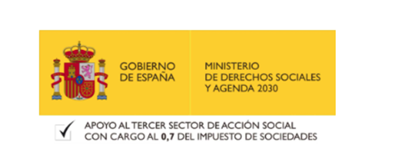 GOBIERNO
DE ESPAÑA
MINISTERIO
DE DERECHOS SOCIALES
Y AGENDA 2030
APOYO AL TERCER SECTOR DE ACCIÓN SOCIAL
CON CARGO AL 0,7 DEL IMPUESTO DE SOCIEDADES